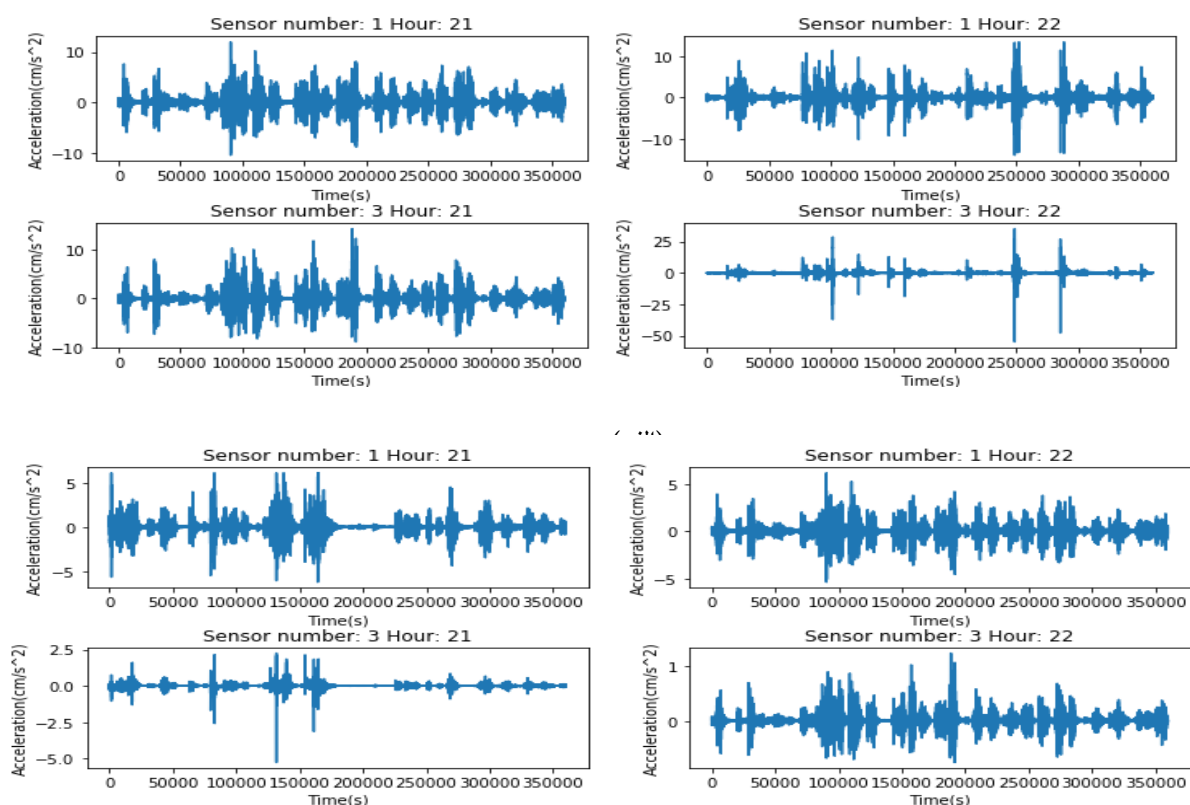 Sensor number: 1 Hour: 21
Acceleration(cm/s^2)
10
0
−10
0 50000 100000 150000 200000 250000 300000 350000
Time(s)
Sensor number: 1 Hour: 22
Acceleration(cm/s^2)
10
0
−10
0 50000 100000 150000 200000 250000 300000 350000
Time(s)
Sensor number: 3 Hour: 21
Acceleration(cm/s^2)
10
0
−10
0 50000 100000 150000 200000 250000 300000 350000
Time(s)
Sensor number: 3 Hour: 22
Acceleration(cm/s^2)
25
0
−25
−50
0 50000 100000 150000 200000 250000 300000 350000
Time(s)
Sensor number: 1 Hour: 21
Acceleration(cm/s^2)
5
0
−5
0 50000 100000 150000 200000 250000 300000 350000
Time(s)
Sensor number: 1 Hour: 22
Acceleration(cm/s^2)
5
0
−5
0 50000 100000 150000 200000 250000 300000 350000
Time(s)
Sensor number: 3 Hour: 21
Acceleration(cm/s^2)
2.5
0.0
−2.5
−5.0
0 50000 100000 150000 200000 250000 300000 350000
Time(s)
Sensor number: 3 Hour: 22
Acceleration(cm/s^2)
1
0
0 50000 100000 150000 200000 250000 300000 350000
Time(s)